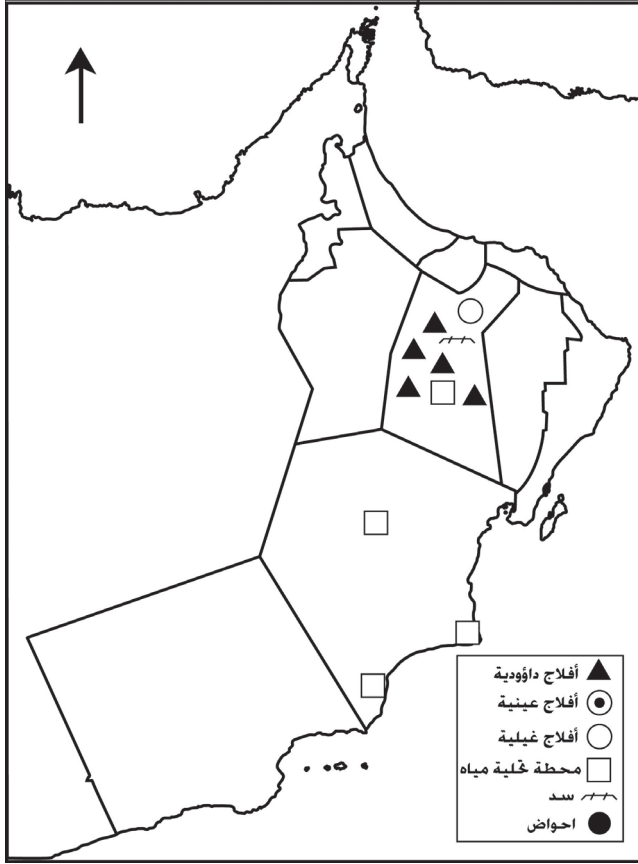 أفلاج داؤودية
أفلاج عينية
أفلاج غيلية
محطة تحلية مياه
سد
احواض